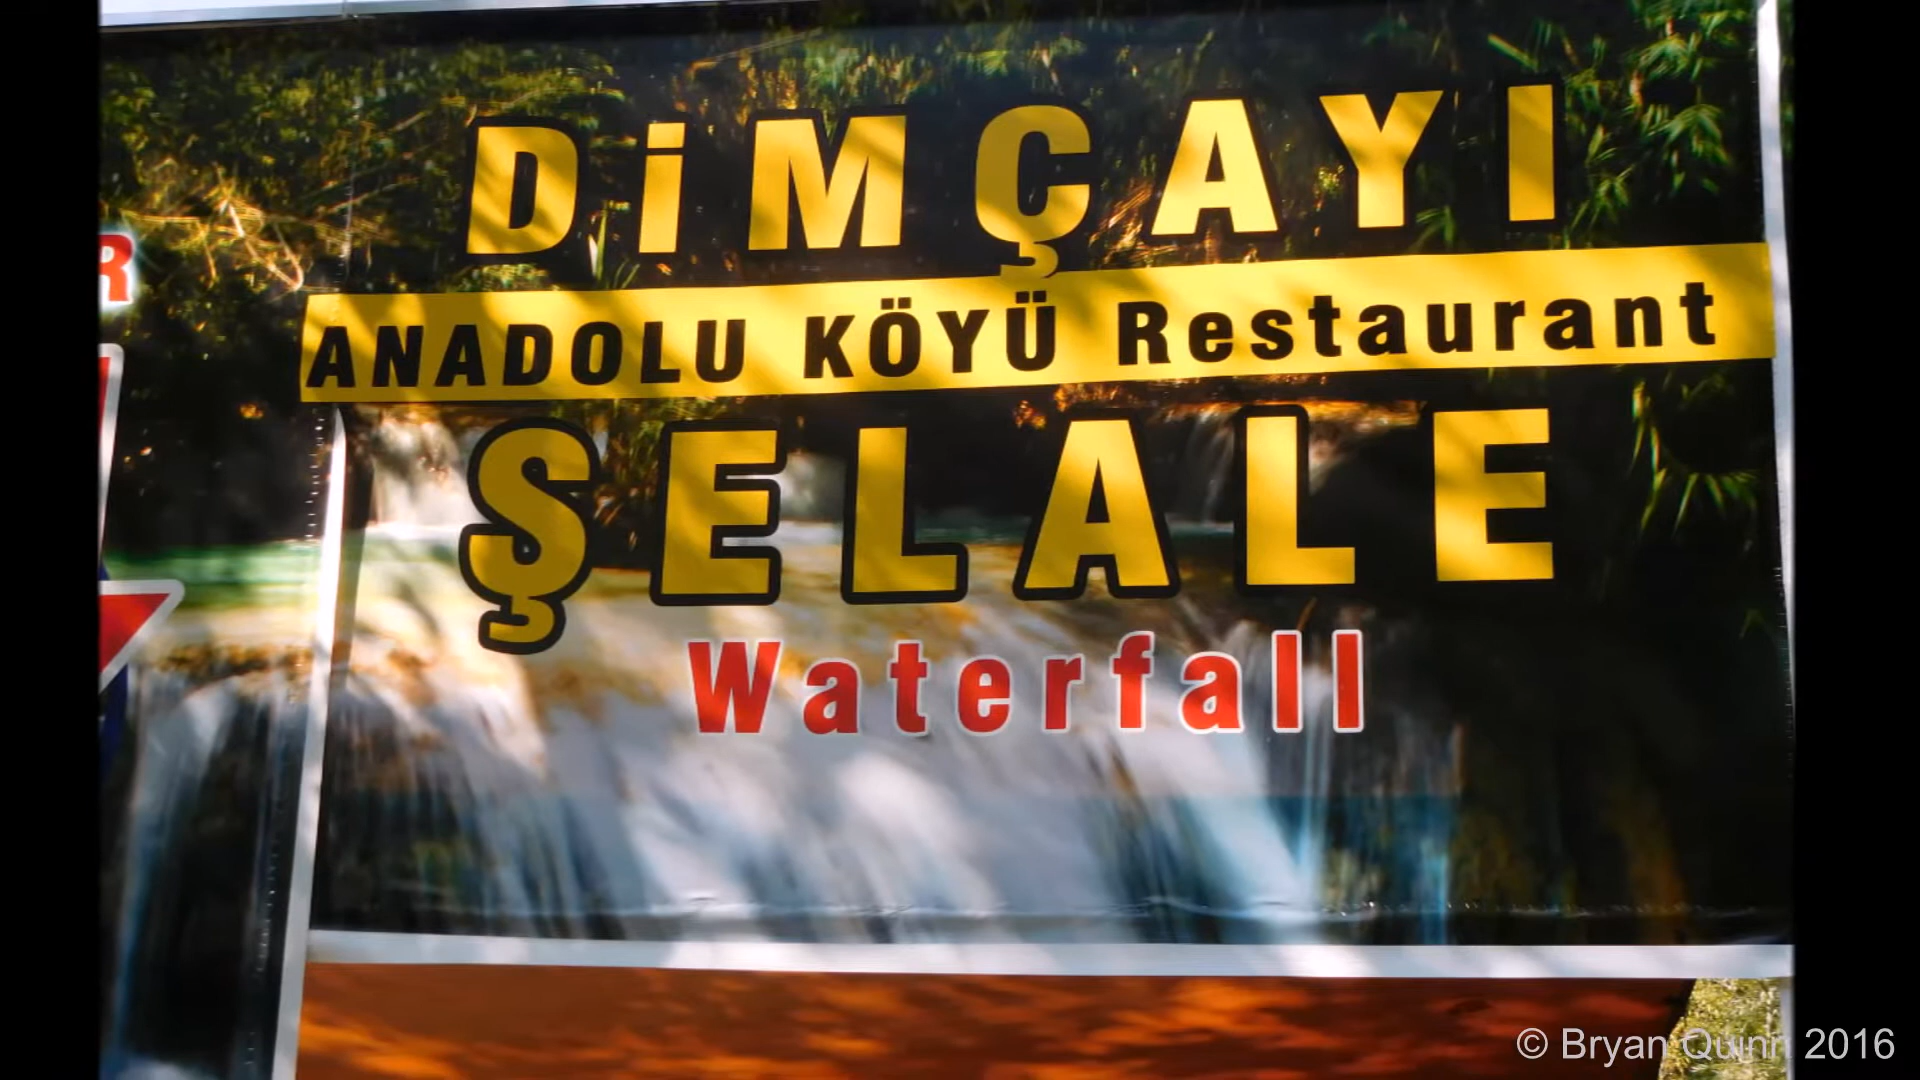 DiMÇAYI
ANADOLU KÖYÜ Restaurant
ŞELALE
Waterfall
R
© Bryan Quinn 2016